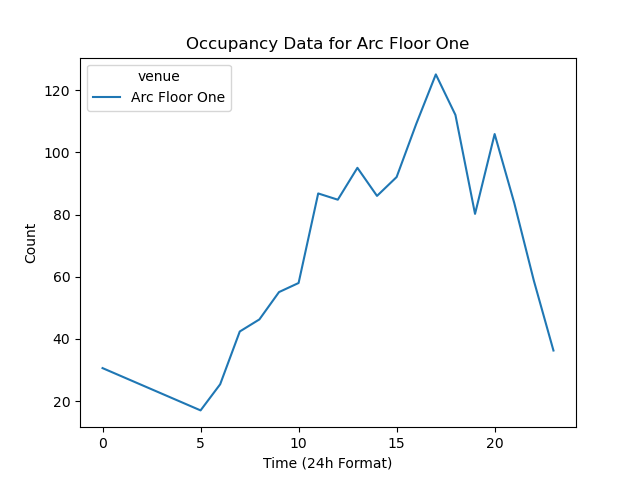 Occupancy Data for Arc Floor One
venue
Arc Floor One
120
100
80
60
40
20
Count
0 5 10 15 20
Time (24h Format)